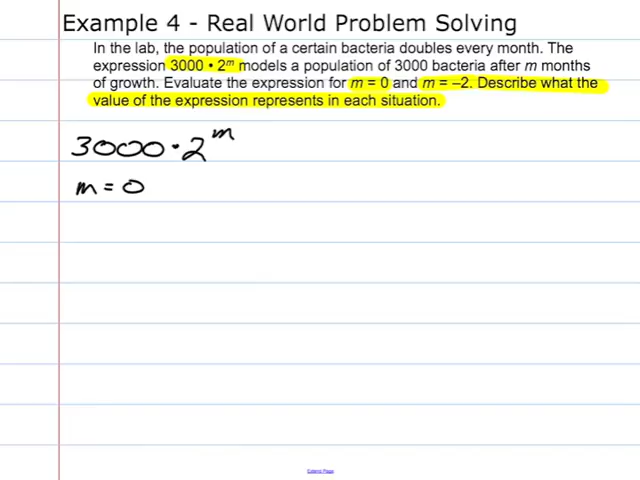 Example 4 - Real World Problem Solving
In the lab, the population of a certain bacteria doubles every month. The
expression 3000 • 2ᵐ models a population of 3000 bacteria after m months
of growth. Evaluate the expression for m = 0 and m = –2. Describe what the
value of the expression represents in each situation.
3000 · 2ᵐ
m = 0
Extend Page